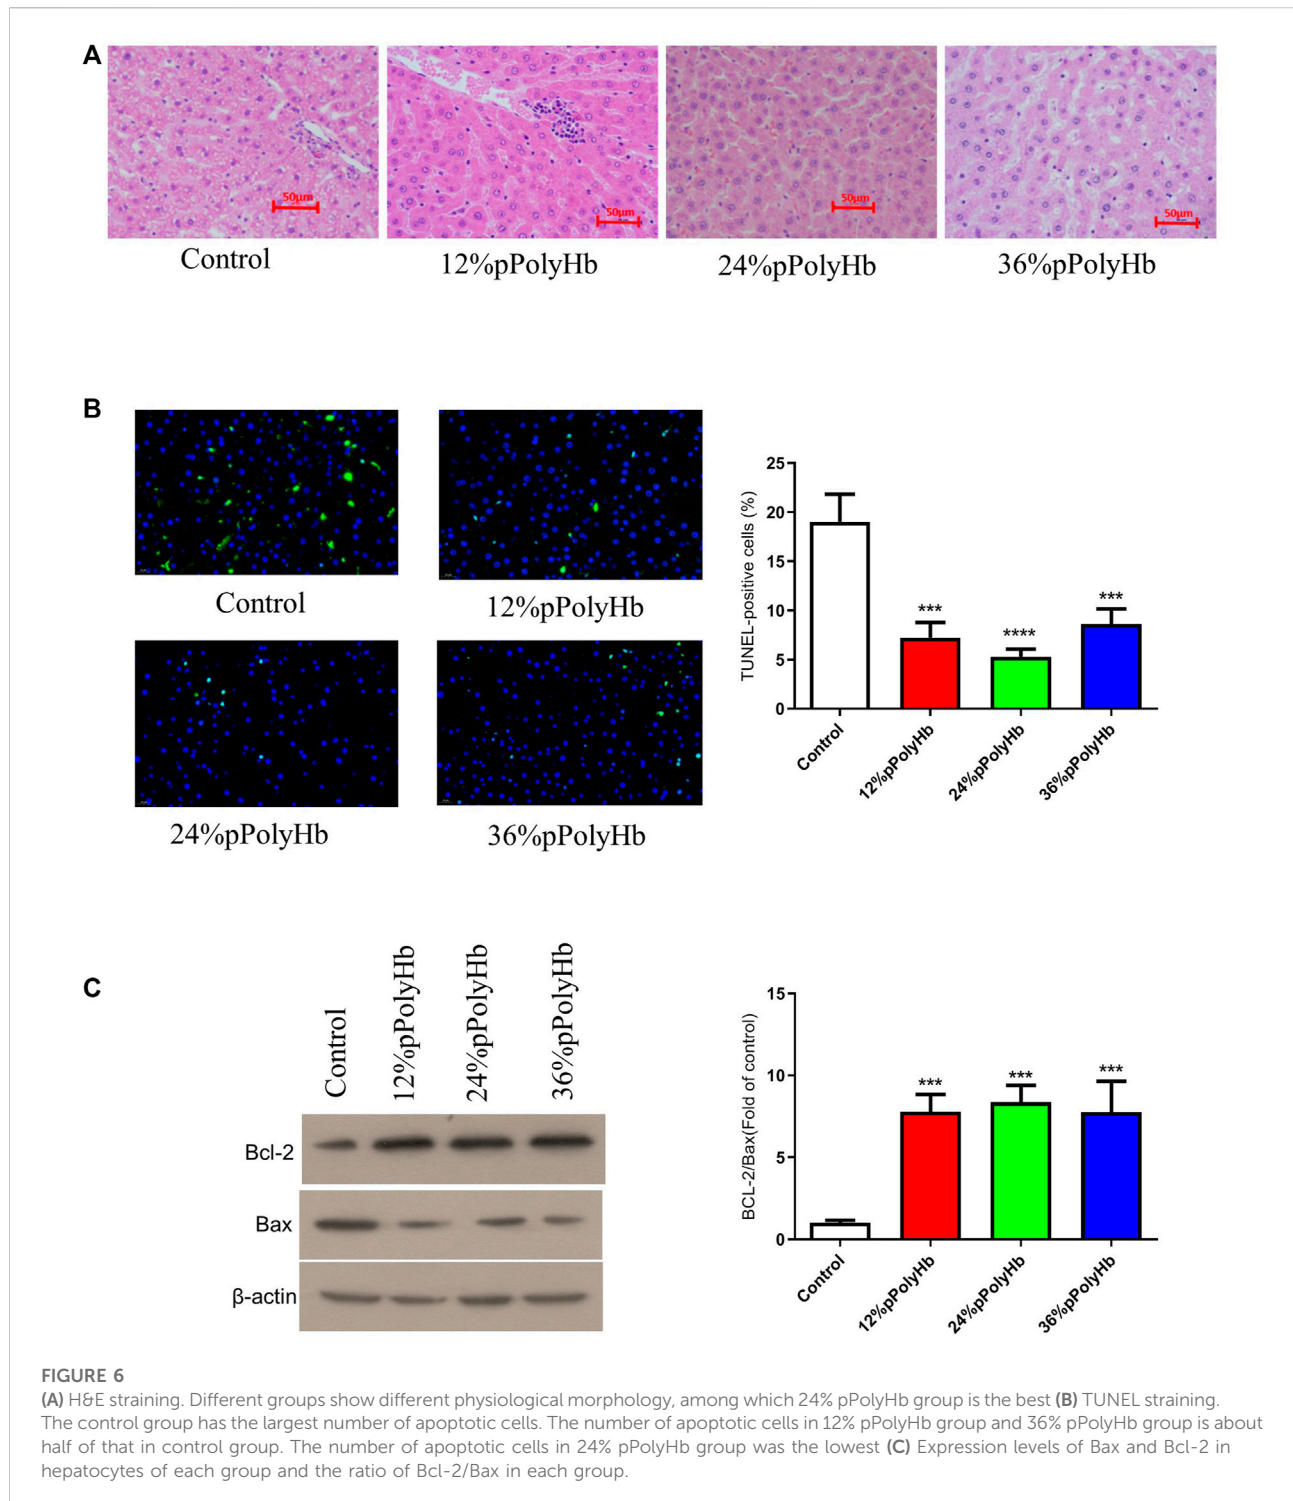 A
50μm
50μm
50μm
50μm
Control
12%pPolyHb
24%pPolyHb
36%pPolyHb
B
Control
12%pPolyHb
24%pPolyHb
36%pPolyHb
TUNEL-positive cells (%)
25
20
15
10
5
0
***
****
***
Control
12%pPolyHb
24%pPolyHb
36%pPolyHb
C
Control
12%pPolyHb
24%pPolyHb
36%pPolyHb
Bcl-2
Bax
β-actin
BCL-2/Bax(Fold of control)
15
10
5
0
***
***
***
Control
12%pPolyHb
24%pPolyHb
36%pPolyHb
FIGURE 6
(A) H&E straining. Different groups show different physiological morphology, among which 24% pPolyHb group is the best (B) TUNEL straining.
The control group has the largest number of apoptotic cells. The number of apoptotic cells in 12% pPolyHb group and 36% pPolyHb group is about
half of that in control group. The number of apoptotic cells in 24% pPolyHb group was the lowest (C) Expression levels of Bax and Bcl-2 in
hepatocytes of each group and the ratio of Bcl-2/Bax in each group.